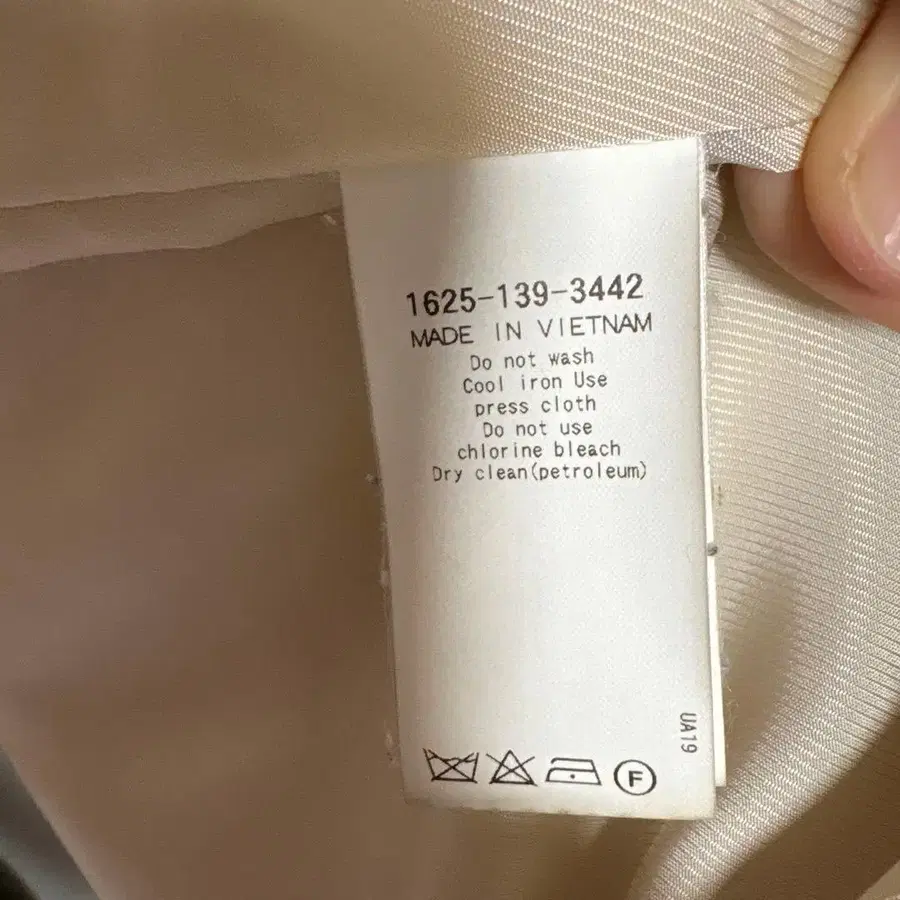 1625-139-3442
MADE IN VIETNAM
Do not wash
Cool iron Use
press cloth
Do not use
chlorine bleach
Dry clean(petroleum)
UA19
F